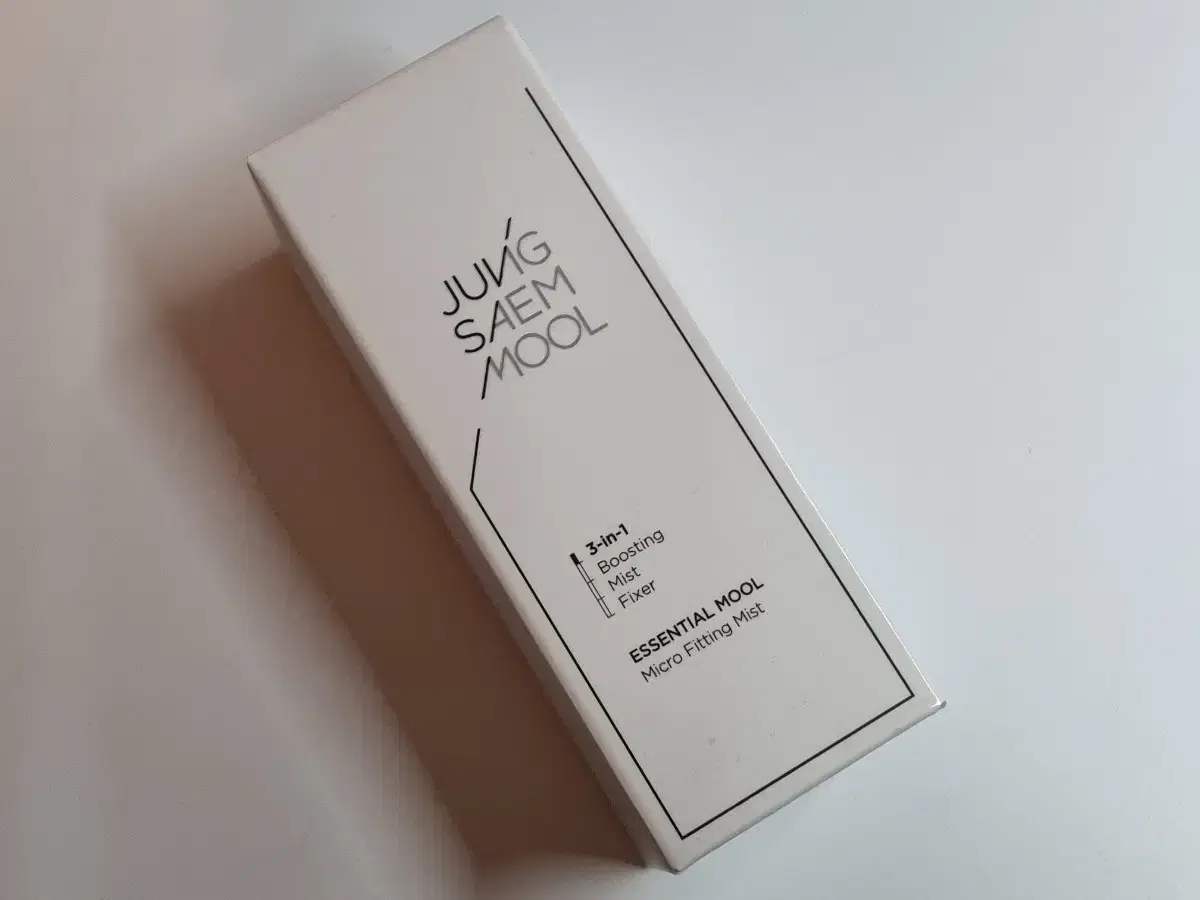 JUNG
SAEM
MOOL
3-in-1
Boosting
Mist
Fixer
ESSENTIAL MOOL
Micro Fitting Mist